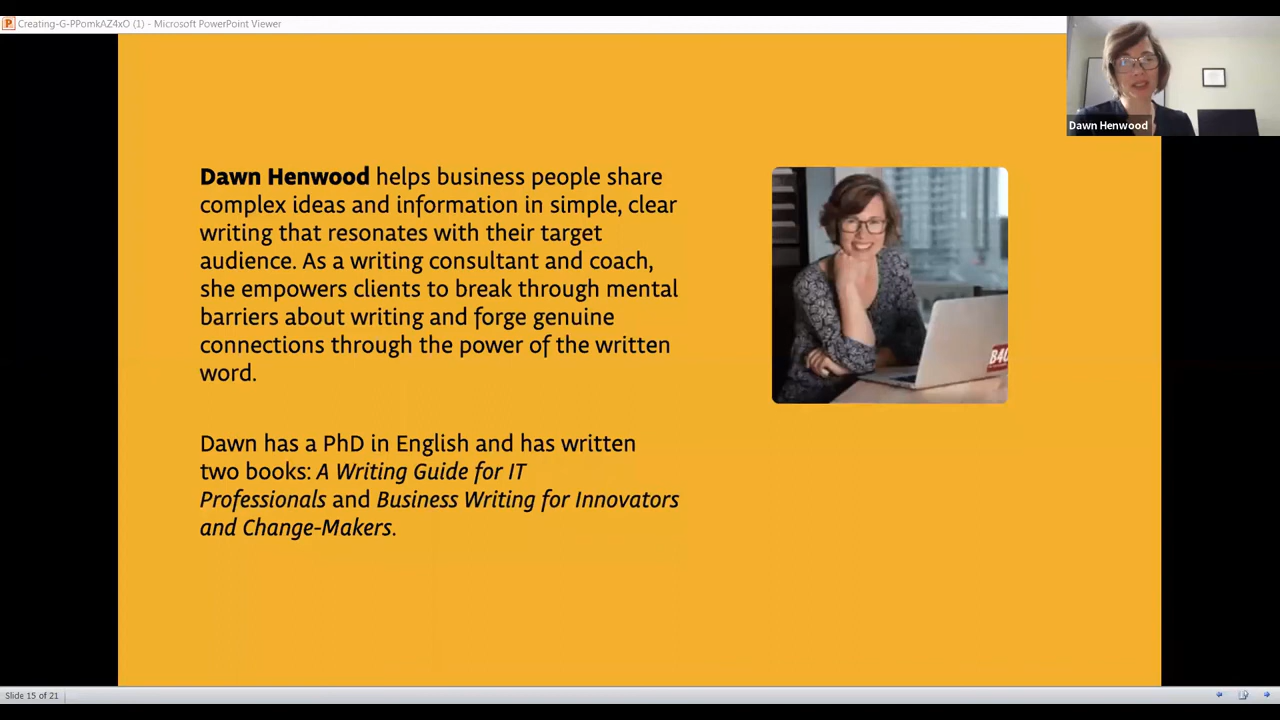 Creating-G-PPomkAZ4xO (1) - Microsoft PowerPoint Viewer
Dawn Henwood
Dawn Henwood helps business people share
complex ideas and information in simple, clear
writing that resonates with their target
audience. As a writing consultant and coach,
she empowers clients to break through mental
barriers about writing and forge genuine
connections through the power of the written
word.
Dawn has a PhD in English and has written
two books: A Writing Guide for IT
Professionals and Business Writing for Innovators
and Change-Makers.
Slide 15 of 21